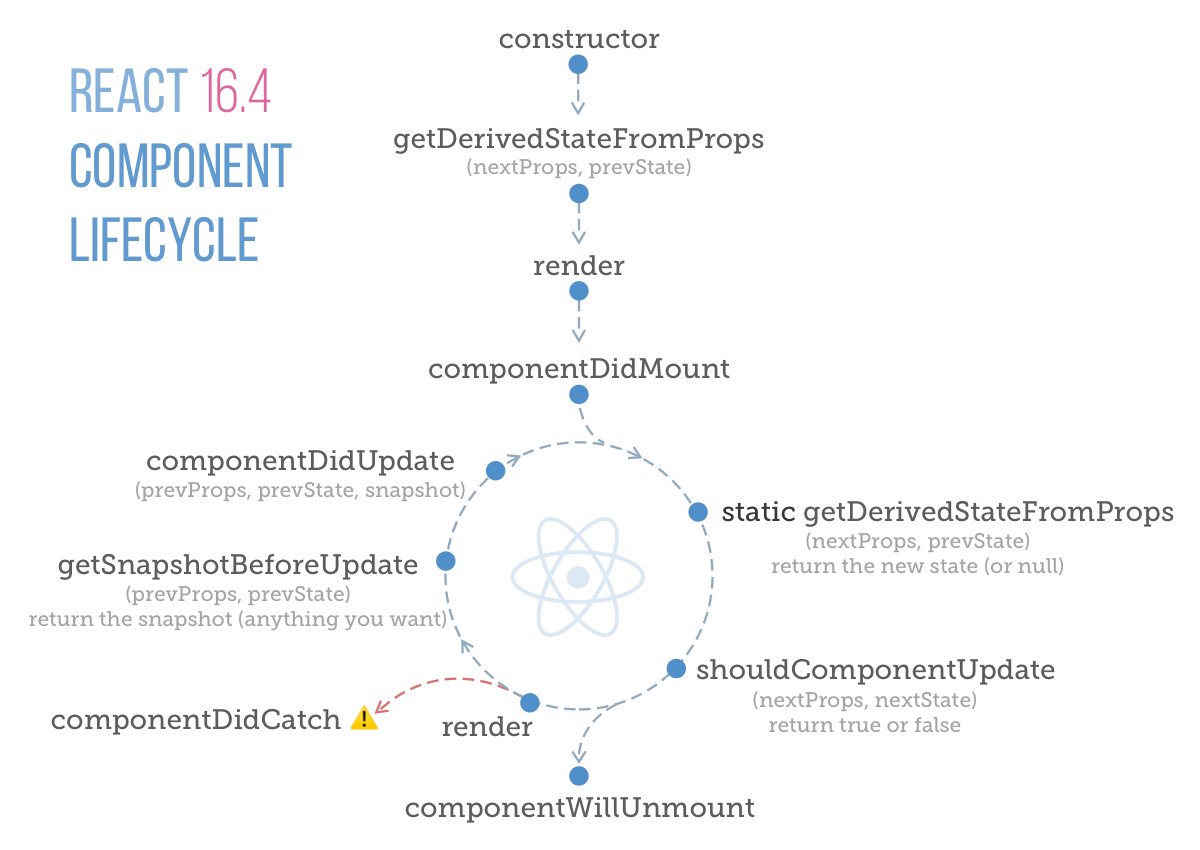 REACT 16.4
COMPONENT
LIFECYCLE
constructor
getDerivedStateFromProps
(nextProps, prevState)
render
componentDidMount
static getDerivedStateFromProps
(nextProps, prevState)
return the new state (or null)
shouldComponentUpdate
(nextProps, nextState)
return true or false
componentWillUnmount
render
componentDidCatch
getSnapshotBeforeUpdate
(prevProps, prevState)
return the snapshot (anything you want)
componentDidUpdate
(prevProps, prevState, snapshot)